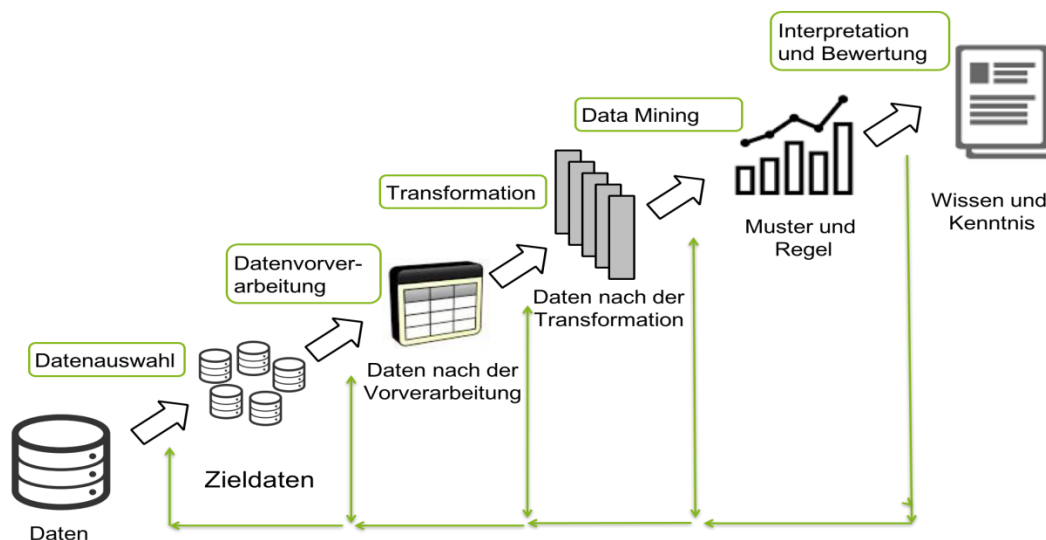 Interpretation
und Bewertung
Data Mining
Transformation
Wissen und
Kenntnis
Muster und
Regel
Datenvorver-
arbeitung
Daten nach der
Transformation
Datenauswahl
Daten nach der
Vorverarbeitung
Zieldaten
Daten